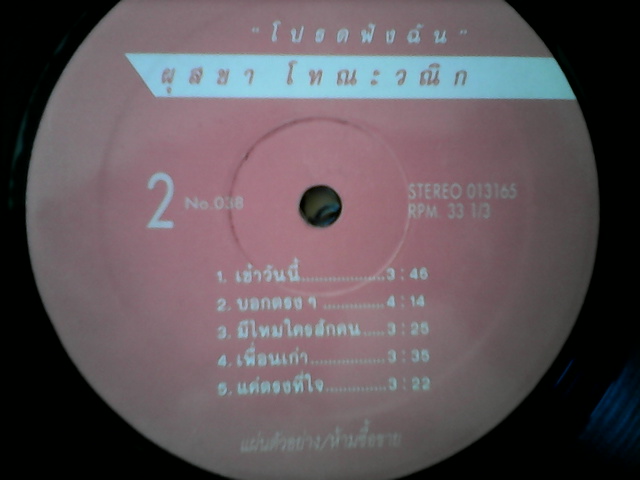 "โปรดฟังฉัน"
ผุสชา โทณะวณิก
2 No.038
STEREO 013165
RPM. 33 1/3
1. เช้าวันนี้..................3 : 46
2. บอกตรงๆ .............4 : 14
3. มีไหมใครสักคน.....3 : 25
4. เพื่อนเก่า...............3 : 35
5. แค่ตรงที่ใจ............3 : 22
แผ่นตัวอย่าง/ห้ามซื้อขาย